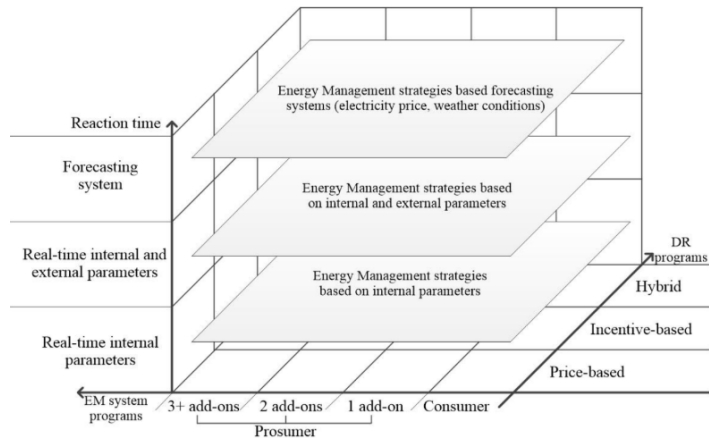 Energy Management strategies based forecasting
systems (electricity price, weather conditions)
Reaction time
Forecasting
system
Energy Management strategies based
on internal and external parameters
Real-time internal and
external parameters
DR
programs
Energy Management strategies
based on internal parameters
Hybrid
Incentive-based
Real-time internal
parameters
Price-based
EM system
programs
3+ add-ons
2 add-ons
1 add-on
Consumer
Prosumer